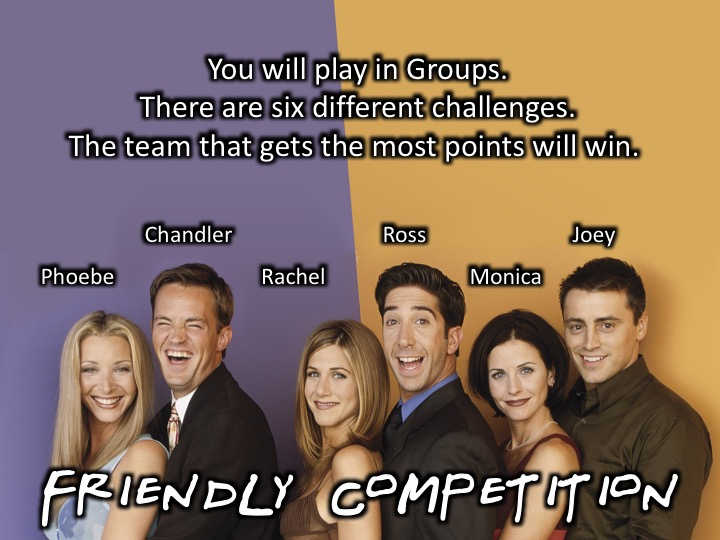 You will play in Groups.
There are six different challenges.
The team that gets the most points will win.
Chandler Ross Joey
Phoebe Rachel Monica
FRIENDLY COMPETITION